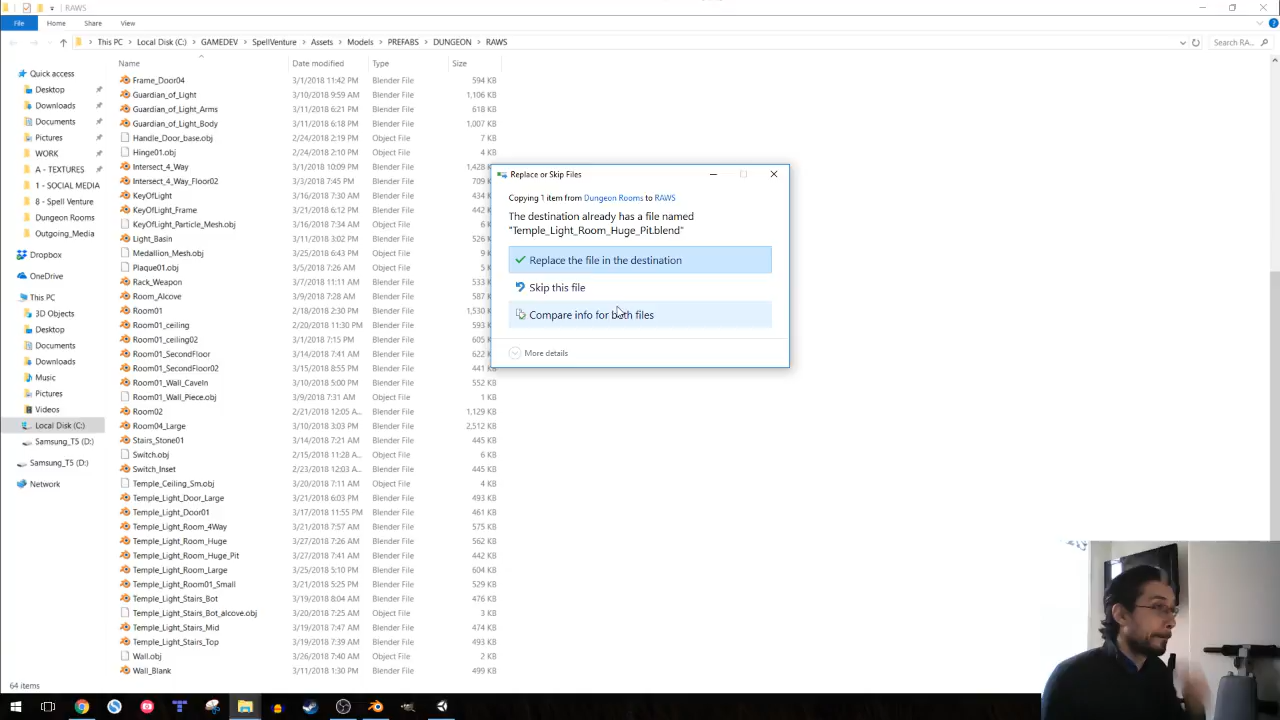 RAWS
File Home Share View
This PC Local Disk (C:) GAMEDEV SpellVenture Assets Models PREFABS DUNGEON RAWS
Search RA...
Quick access
Desktop
Downloads
Documents
Pictures
WORK
A - TEXTURES
1 - SOCIAL MEDIA
8 - Spell Venture
Dungeon Rooms
Outgoing_Media
Dropbox
OneDrive
This PC
3D Objects
Desktop
Documents
Downloads
Music
Pictures
Videos
Local Disk (C:)
Samsung_T5 (D:)
Samsung_T5 (D:)
Network
Name Date modified Type Size
Frame_Door04 3/1/2018 11:42 PM Blender File 594 KB
Guardian_of_Light 3/10/2018 9:59 AM Blender File 1,106 KB
Guardian_of_Light_Arms 3/11/2018 6:21 PM Blender File 618 KB
Guardian_of_Light_Body 3/11/2018 6:18 PM Blender File 1,007 KB
Handle_Door_base.obj 2/24/2018 2:19 PM Object File 7 KB
Hinge01.obj 2/24/2018 2:10 PM Object File 4 KB
Intersect_4_Way 3/1/2018 10:09 PM Blender File 1,428
Intersect_4_Way_Floor02 3/3/2018 7:45 PM Blender File 709
KeyOfLight 3/16/2018 7:30 AM Blender File 434
KeyOfLight_Frame 3/21/2018 6:12 AM Blender File 442
KeyOfLight_Particle_Mesh.obj 3/16/2018 7:34 AM Object File 6
Light_Basin 3/11/2018 3:02 PM Blender File 526
Medallion_Mesh.obj 3/25/2018 6:43 PM Object File 9
Plaque01.obj 3/5/2018 7:26 AM Object File 8
Rack_Weapon 3/7/2018 11:11 AM Blender File 533
Room_Alcove 3/9/2018 7:28 AM Blender File 587
Room01 2/18/2018 2:30 PM Blender File 1,530
Room01_ceiling 2/20/2018 11:30 PM Blender File 593
Room01_ceiling02 3/1/2018 7:15 PM Blender File 605
Room01_SecondFloor 3/14/2018 7:41 AM Blender File 622
Room01_SecondFloor02 3/15/2018 8:55 PM Blender File 441
Room01_Wall_CaveIn 3/10/2018 5:00 PM Blender File 552 KB
Room01_Wall_Piece.obj 3/9/2018 7:31 AM Object File 1 KB
Room02 2/21/2018 12:05 A... Blender File 1,129 KB
Room04_Large 3/10/2018 3:03 PM Blender File 2,512 KB
Stairs_Stone01 3/14/2018 7:21 AM Blender File 445 KB
Switch.obj 2/15/2018 11:28 A... Object File 6 KB
Switch_Inset 2/23/2018 12:03 A... Blender File 445 KB
Temple_Ceiling_Sm.obj 3/20/2018 7:11 AM Object File 4 KB
Temple_Light_Door_Large 3/21/2018 6:03 PM Blender File 493 KB
Temple_Light_Door01 3/17/2018 11:55 PM Blender File 461 KB
Temple_Light_Room_4Way 3/21/2018 7:57 AM Blender File 575 KB
Temple_Light_Room_Huge 3/27/2018 7:26 AM Blender File 562 KB
Temple_Light_Room_Huge_Pit 3/27/2018 7:41 AM Blender File 442 KB
Temple_Light_Room_Large 3/25/2018 5:10 PM Blender File 604 KB
Temple_Light_Room01_Small 3/21/2018 5:25 PM Blender File 529 KB
Temple_Light_Stairs_Bot 3/19/2018 8:04 AM Blender File 476 KB
Temple_Light_Stairs_Bot_alcove.obj 3/20/2018 7:25 AM Object File 3 KB
Temple_Light_Stairs_Mid 3/19/2018 7:47 AM Blender File 474 KB
Temple_Light_Stairs_Top 3/19/2018 7:39 AM Blender File 493 KB
Wall.obj 3/26/2018 7:40 AM Object File 2 KB
Wall_Blank 3/11/2018 1:30 PM Blender File 499 KB
64 items
Replace or Skip Files
Copying 1 item from Dungeon Rooms to RAWS
The destination already has a file named
"Temple_Light_Room_Huge_Pit.blend"
Replace the file in the destination
Skip this file
Compare info for both files
More details